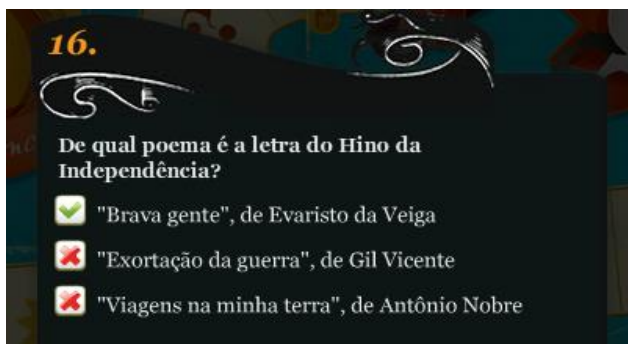 16.
De qual poema é a letra do Hino da
Independência?
"Brava gente", de Evaristo da Veiga
"Exortação da guerra", de Gil Vicente
"Viagens na minha terra", de Antônio Nobre